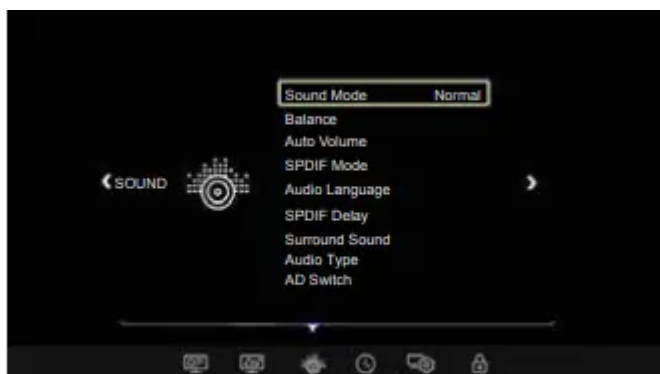 Sound Mode Normal
Balance
Auto Volume
SPDIF Mode
SOUND
Audio Language
SPDIF Delay
Surround Sound
Audio Type
AD Switch